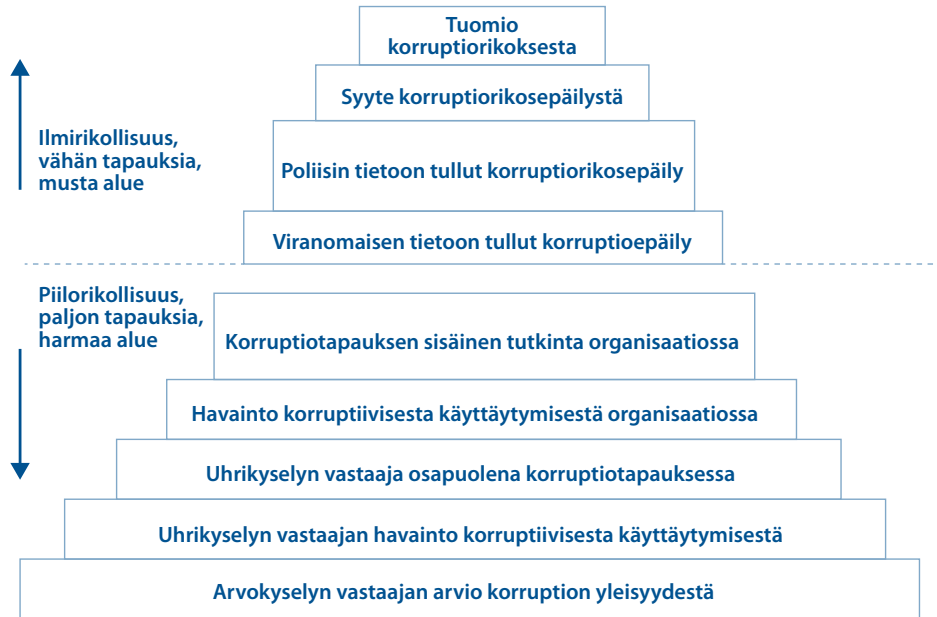 Tuomio
korruptiorikoksesta
Syyte korruptiorikosepäilystä
Ilmirikollisuus,
vähän tapauksia,
musta alue
Poliisin tietoon tullut korruptiorikosepäily
Viranomaisen tietoon tullut korruptioepäily
Piilorikollisuus,
paljon tapauksia,
harmaa alue
Korruptiotapauksen sisäinen tutkinta organisaatiossa
Havainto korruptiivisesta käyttäytymisestä organisaatiossa
Uhrikyselyn vastaaja osapuolena korruptiotapauksessa
Uhrikyselyn vastaajan havainto korruptiivisesta käyttäytymisestä
Arvokyselyn vastaajan arvio korruption yleisyydestä